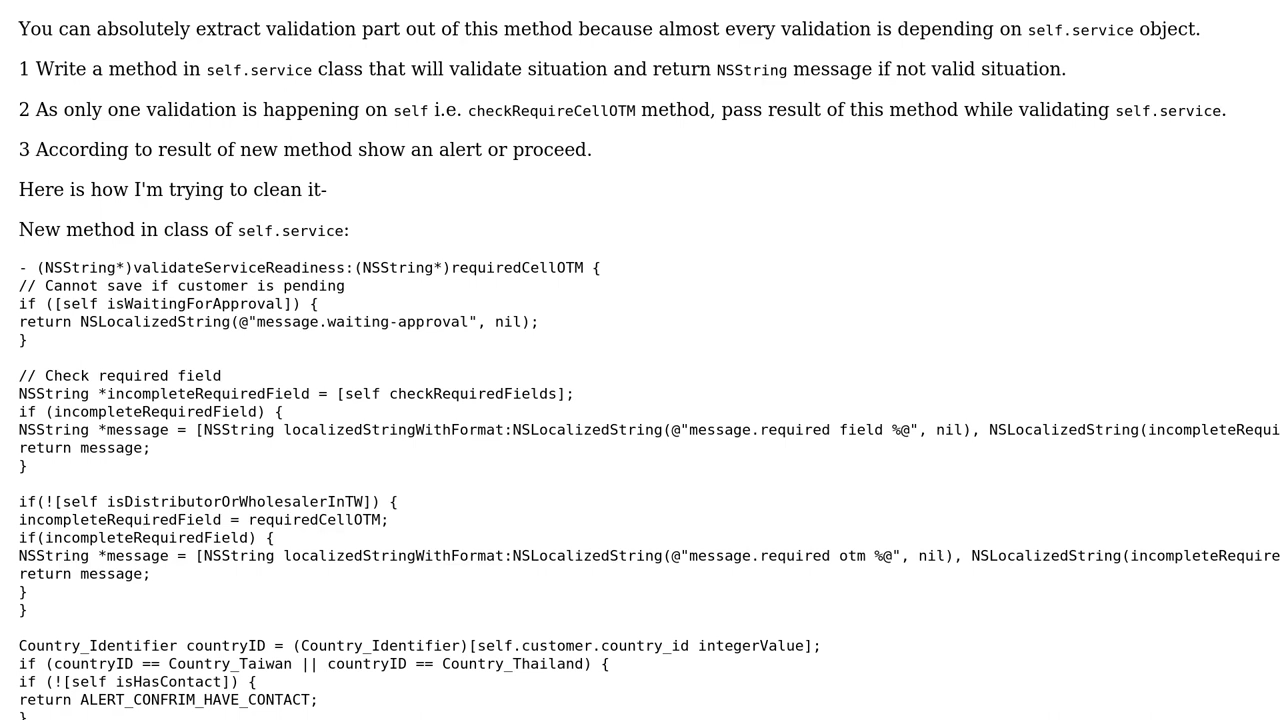 You can absolutely extract validation part out of this method because almost every validation is depending on self.service object.
1 Write a method in self.service class that will validate situation and return NSString message if not valid situation.
2 As only one validation is happening on self i.e. checkRequireCellOTM method, pass result of this method while validating self.service.
3 According to result of new method show an alert or proceed.
Here is how I'm trying to clean it-
New method in class of self.service:
- (NSString*)validateServiceReadiness:(NSString*)requiredCellOTM {
// Cannot save if customer is pending
if ([self isWaitingForApproval]) {
return NSLocalizedString(@"message.waiting-approval", nil);
}
// Check required field
NSString *incompleteRequiredField = [self checkRequiredFields];
if (incompleteRequiredField) {
NSString *message = [NSString localizedStringWithFormat:NSLocalizedString(@"message.required field %@", nil), NSLocalizedString(incompleteRequi
return message;
}
if(![self isDistributorOrWholesalerInTW]) {
incompleteRequiredField = requiredCellOTM;
if(incompleteRequiredField) {
NSString *message = [NSString localizedStringWithFormat:NSLocalizedString(@"message.required otm %@", nil), NSLocalizedString(incompleteRequire
return message;
}
}
Country_Identifier countryID = (Country_Identifier)[self.customer.country_id integerValue];
if (countryID == Country_Taiwan || countryID == Country_Thailand) {
if (![self isHasContact]) {
return ALERT_CONFRIM_HAVE_CONTACT;
}